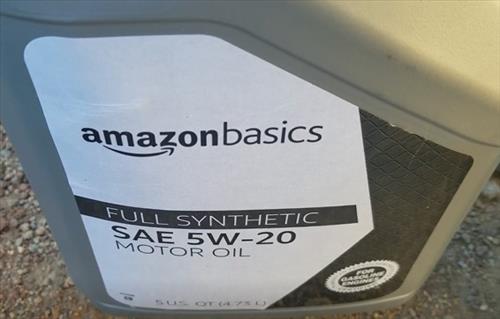 amazonbasics
FULL SYNTHETIC
SAE 5W-20
MOTOR OIL
5 U.S. QT (4.73 L)
FOR
GASOLINE
ENGINES